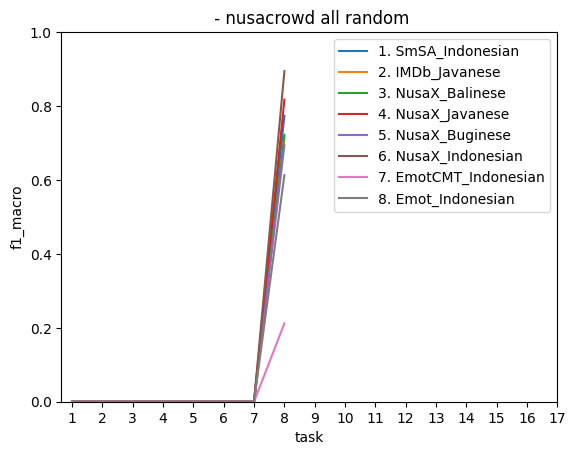 - nusacrowd all random
1.0
0.8
0.6
0.4
0.2
0.0
f1_macro
1. SmSA_Indonesian
2. IMDb_Javanese
3. NusaX_Balinese
4. NusaX_Javanese
5. NusaX_Buginese
6. NusaX_Indonesian
7. EmotCMT_Indonesian
8. Emot_Indonesian
1 2 3 4 5 6 7 8 9 10 11 12 13 14 15 16 17
task